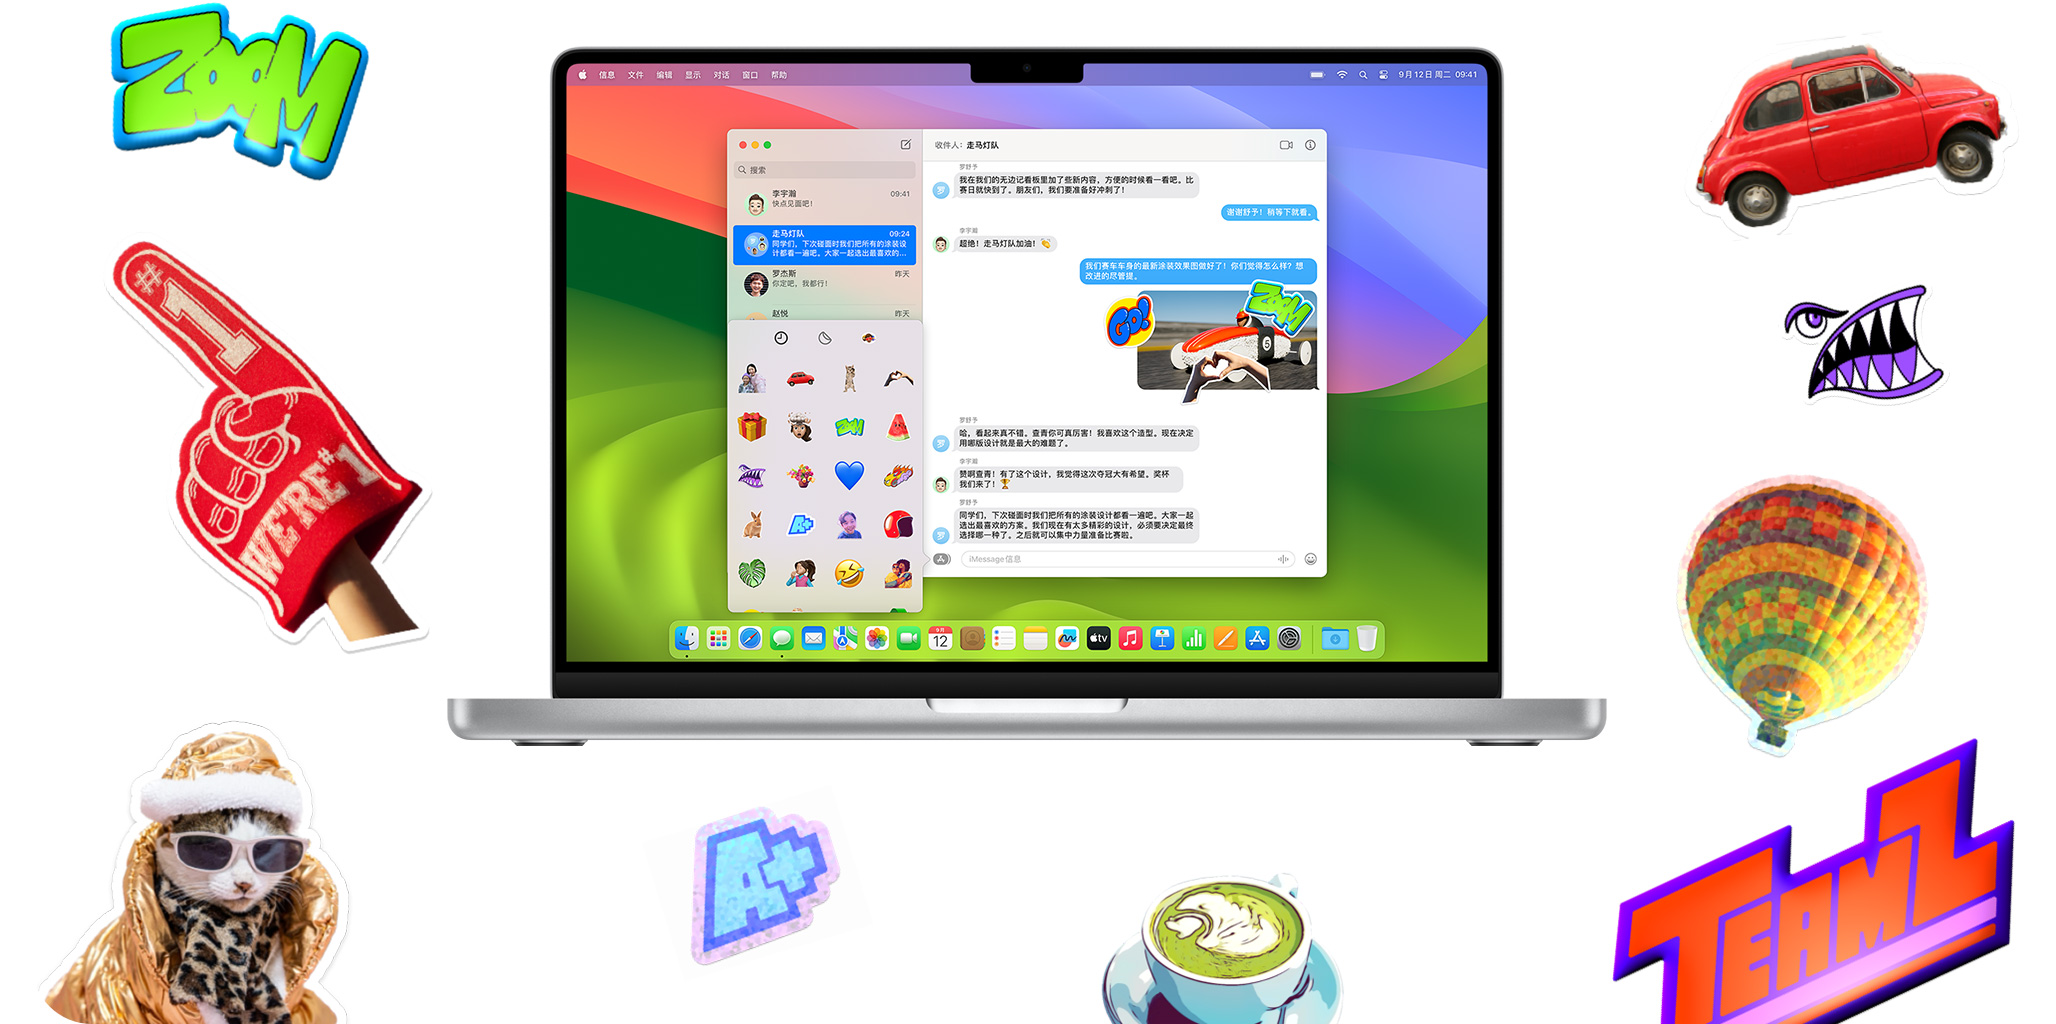 ZOOM
信息 文件 编辑 显示 对话 窗口 帮助
9月12日 周二 09:41
搜索
李宇瀚 09:41
快点见面吧！
走马灯队 09:24
同学们，下次碰面时我们把所有的涂装设
计都看一遍吧。大家一起选出最喜欢的...
罗杰斯 昨天
你定吧，我都行！
赵悦 昨天
ZOOM
A+
收件人：走马灯队
罗舒予
我在我们的无边记看板里加了些新内容，方便的时候看一看吧。比
赛日就快到了。朋友们，我们要准备好冲刺了！
罗
谢谢舒予！稍等下就看。
李宇瀚
超绝！走马灯队加油！
我们赛车车身的最新涂装效果图做好了！你们觉得怎么样？想
改进的尽管提。
GO!
ZOOM
5
罗舒予
哈，看起来真不错。查青你可真厉害！我喜欢这个造型。现在决定
用哪版设计就是最大的难题了。
罗
李宇瀚
赞啊查青！有了这个设计，我觉得这次夺冠大有希望。奖杯
我们来了！
罗舒予
同学们，下次碰面时我们把所有的涂装设计都看一遍吧。大家一起
选出最喜欢的方案。我们现在有太多精彩的设计，必须要决定最终
选择哪一种了。之后就可以集中力量准备比赛啦。
罗
iMessage信息
9月
12
tv
#1
WE'RE #1
A+
TEAM1